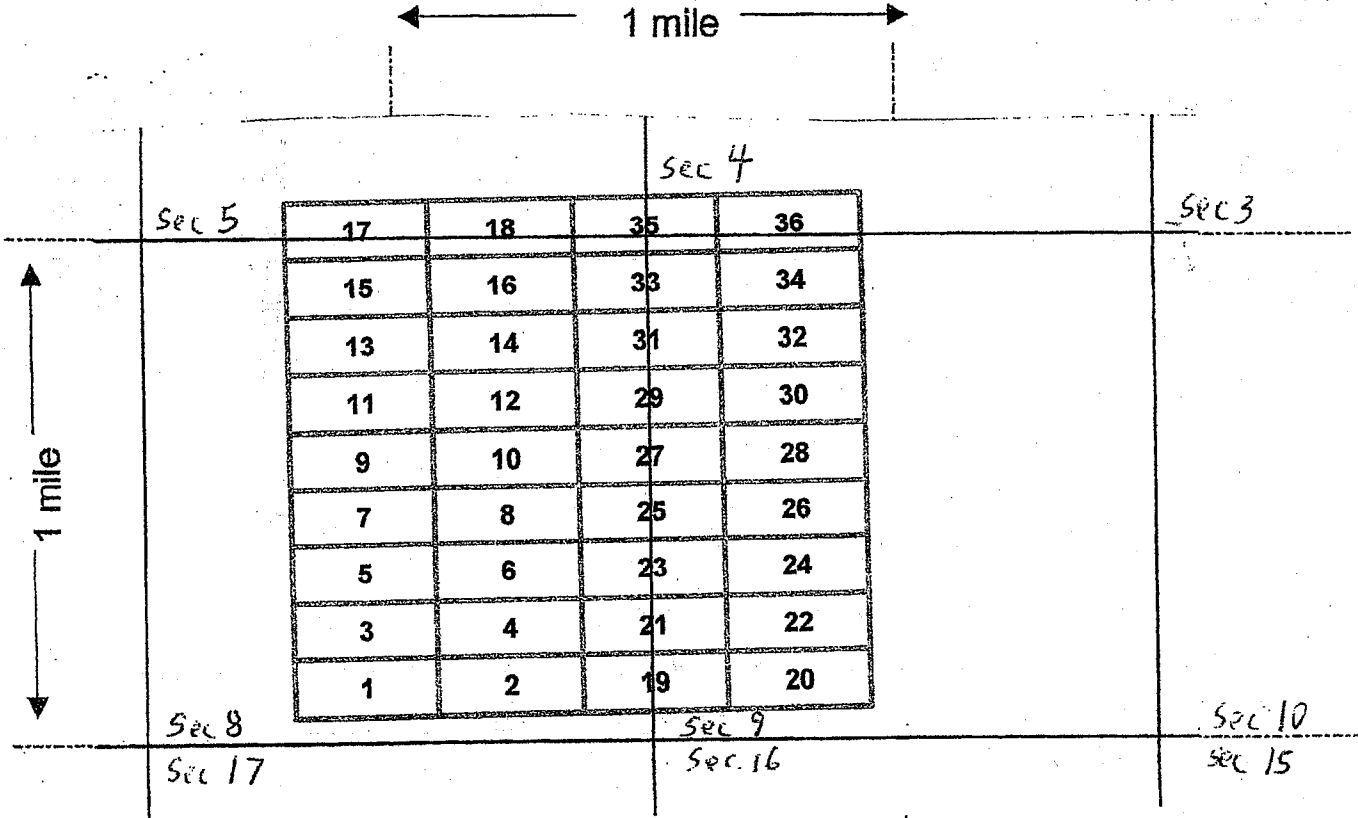 1 mile
Sec 4
Sec 5
Sec 3
17 18 35 36
15 16 33 34
13 14 31 32
11 12 29 30
1 mile
9 10 27 28
7 8 25 26
5 6 23 24
3 4 21 22
1 2 19 20
Sec 8
Sec 9
Sec 10
Sec 17
Sec. 16
Sec 15